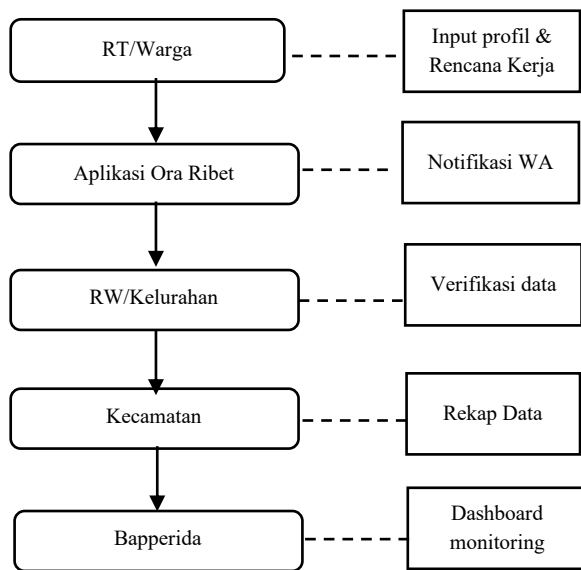 RT/Warga
Input profil &
Rencana Kerja
Aplikasi Ora Ribet
Notifikasi WA
RW/Kelurahan
Verifikasi data
Kecamatan
Rekap Data
Bapperida
Dashboard
monitoring